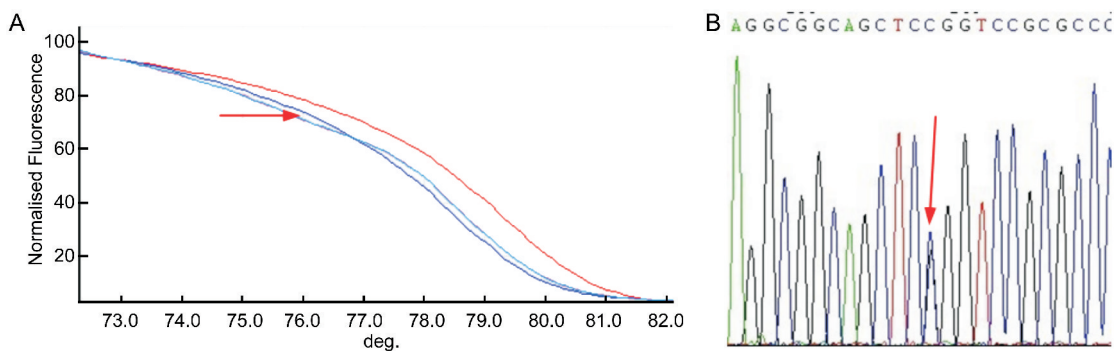 A
B
A G G C G G C A G C T C C G G T C C G C G C C C
100
80
60
40
20
Normalised Fluorescence
73.0 74.0 75.0 76.0 77.0 78.0 79.0 80.0 81.0 82.0
deg.